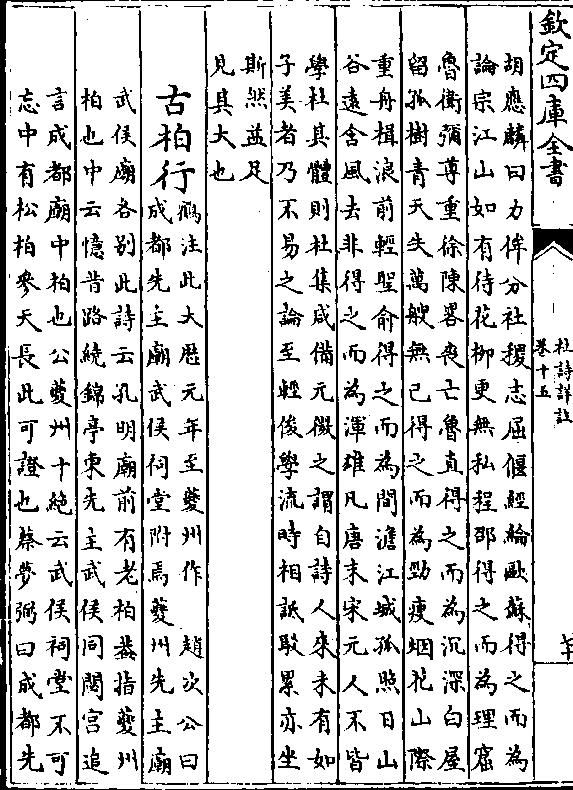 欽定四庫全書
杜詩詳註
卷十五
胡應麟曰力侔分社稷志屈偃經綸歐蘇得之而為
論宗江山如有待花柳更無私程邵得之而為理窟
魯衛彌尊重徐陳畧喪亡魯直得之而為沉深白屋
留孤樹青天失萬艘無己得之而為勁瘦烟花山際
重舟楫浪前輕聖俞得之而為間澹江城孤照日山
谷遠含風去非得之而為渾雄凡唐末宋元人不皆
學杜其體則杜集咸備元微之謂自詩人來未有如
子美者乃不易之論至輕俊學流時相詆駁累亦坐
斯然益足
見其大也
古柏行 鶴注此大厯元年至夔州作 趙次公曰
成都先主廟武侯祠堂附焉夔州先主廟
武侯廟各别此詩云孔明廟前有老柏葢指夔州
柏也中云憶昔路繞錦亭東先主武侯同閟宮追
言成都廟中柏也公夔州十絶云武侯祠堂不可
忘中有松柏參天長此可證也蔡夢弼曰成都先